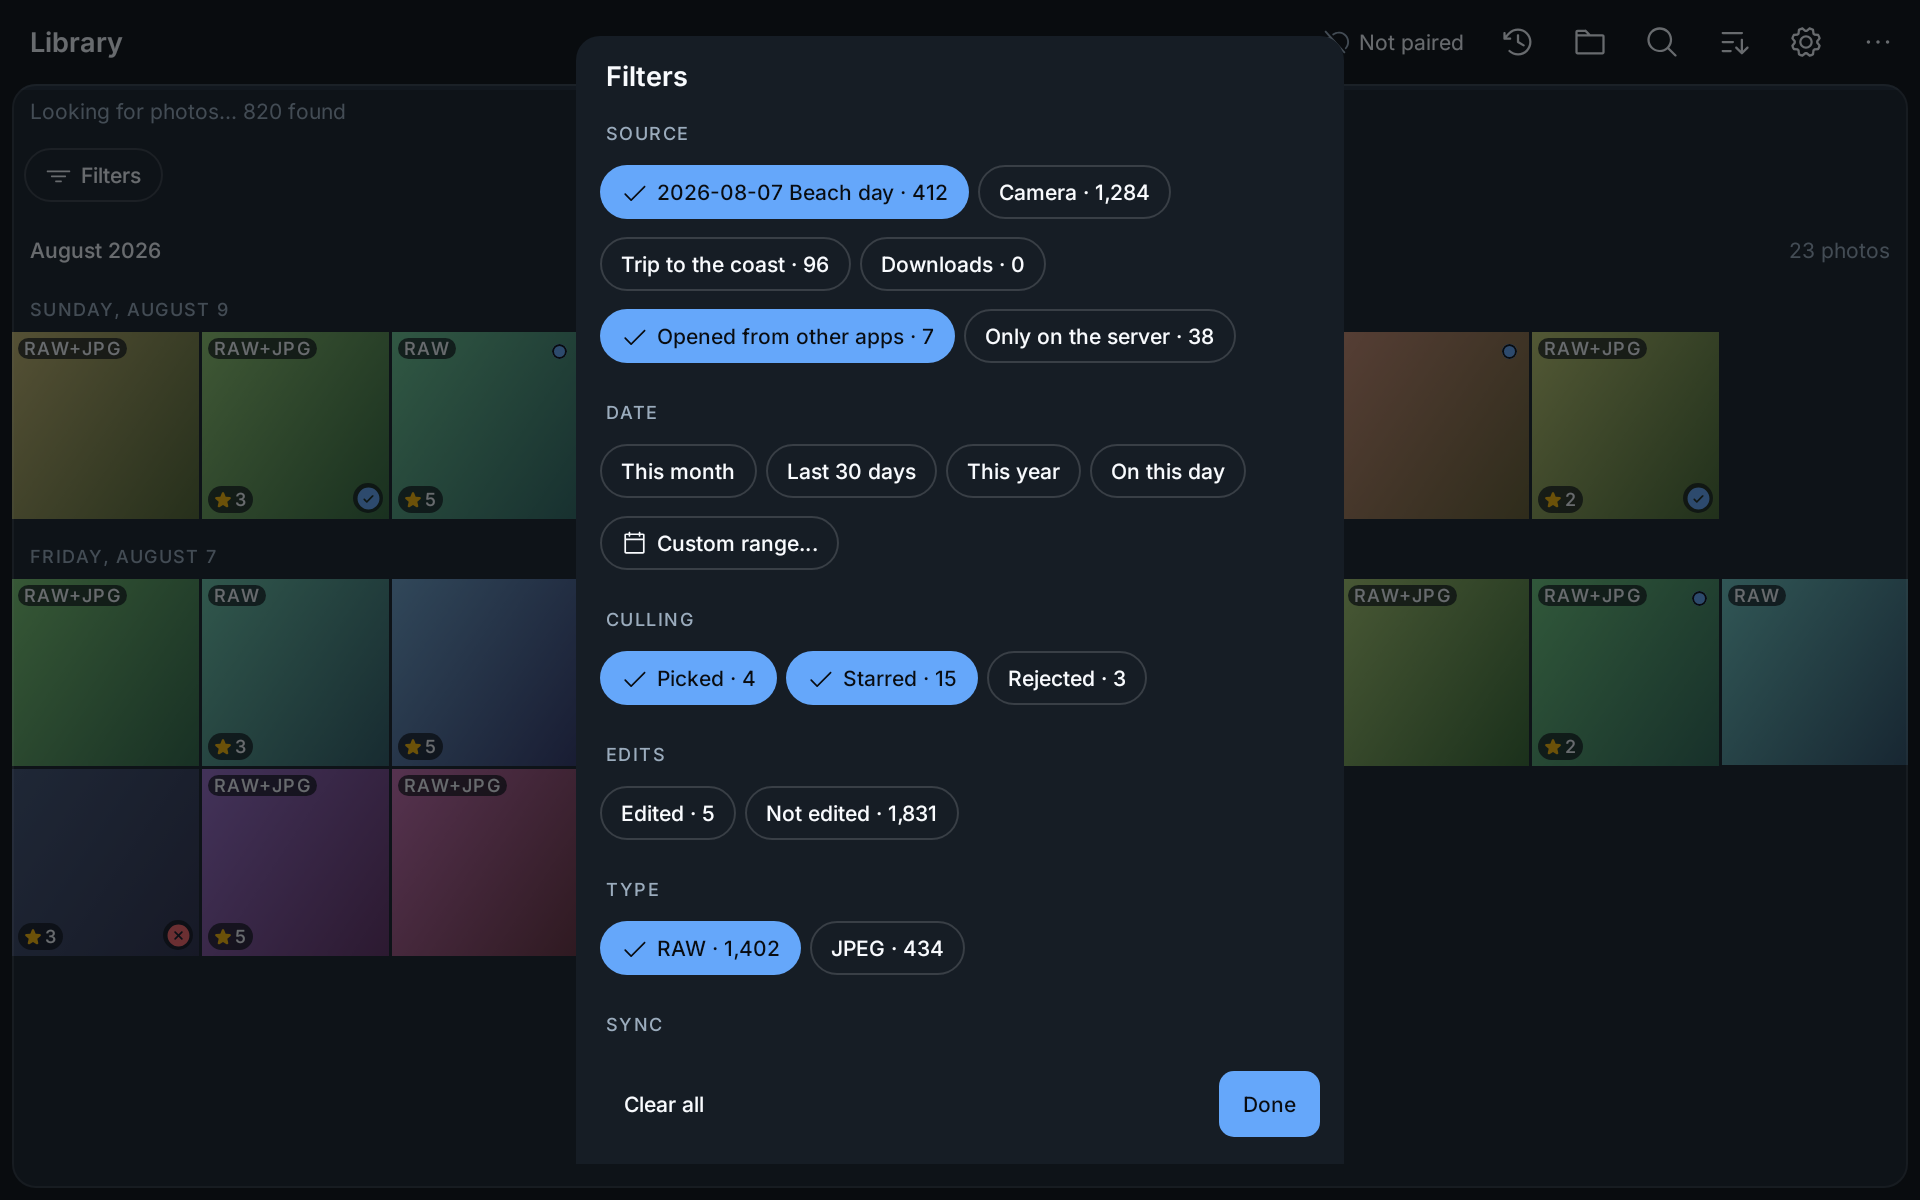 Library
Not paired
Looking for photos... 820 found
Filters
August 2026
23 photos
SUNDAY, AUGUST 9
RAW+JPG
RAW+JPG
3
RAW
5
RAW+JPG
2
FRIDAY, AUGUST 7
RAW+JPG
RAW
3
5
RAW+JPG
RAW+JPG
2
RAW
3
RAW+JPG
5
RAW+JPG
Filters
SOURCE
2026-08-07 Beach day · 412
Camera · 1,284
Trip to the coast · 96
Downloads · 0
Opened from other apps · 7
Only on the server · 38
DATE
This month
Last 30 days
This year
On this day
Custom range...
CULLING
Picked · 4
Starred · 15
Rejected · 3
EDITS
Edited · 5
Not edited · 1,831
TYPE
RAW · 1,402
JPEG · 434
SYNC
Clear all
Done